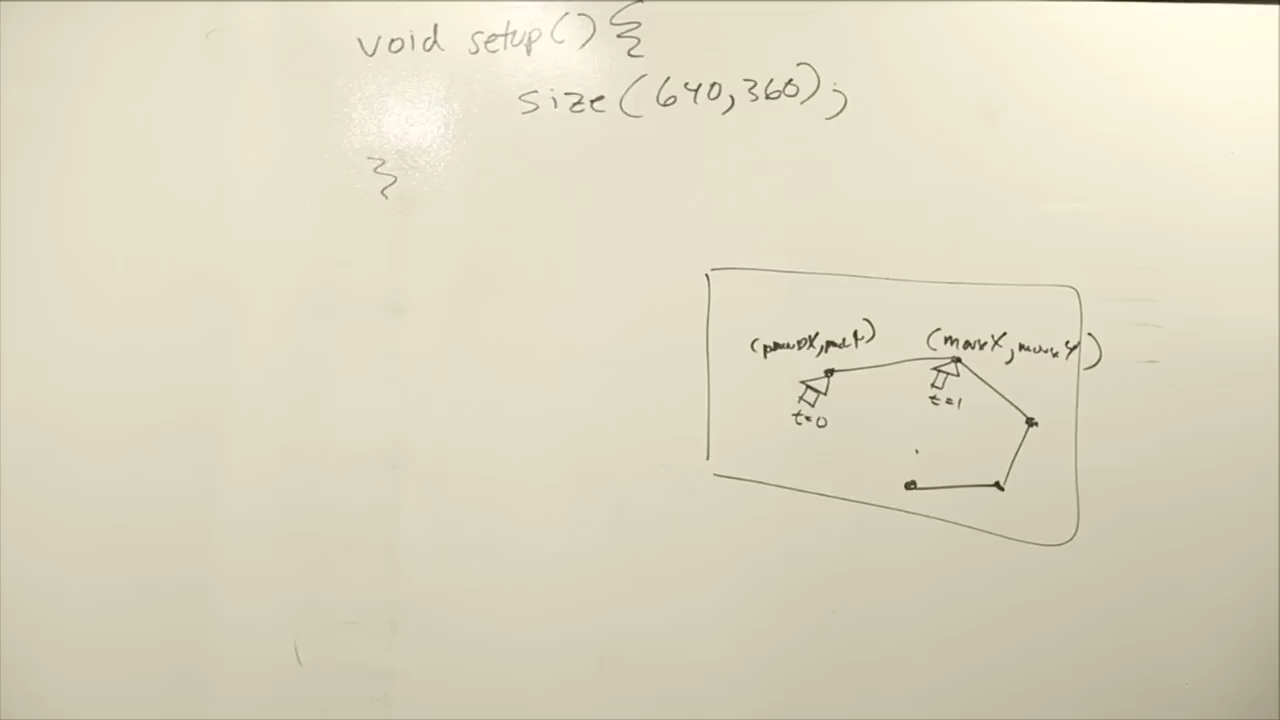 void setup() {
size(640,360);
}
(mouseX, mouseY)
t=0
t=1